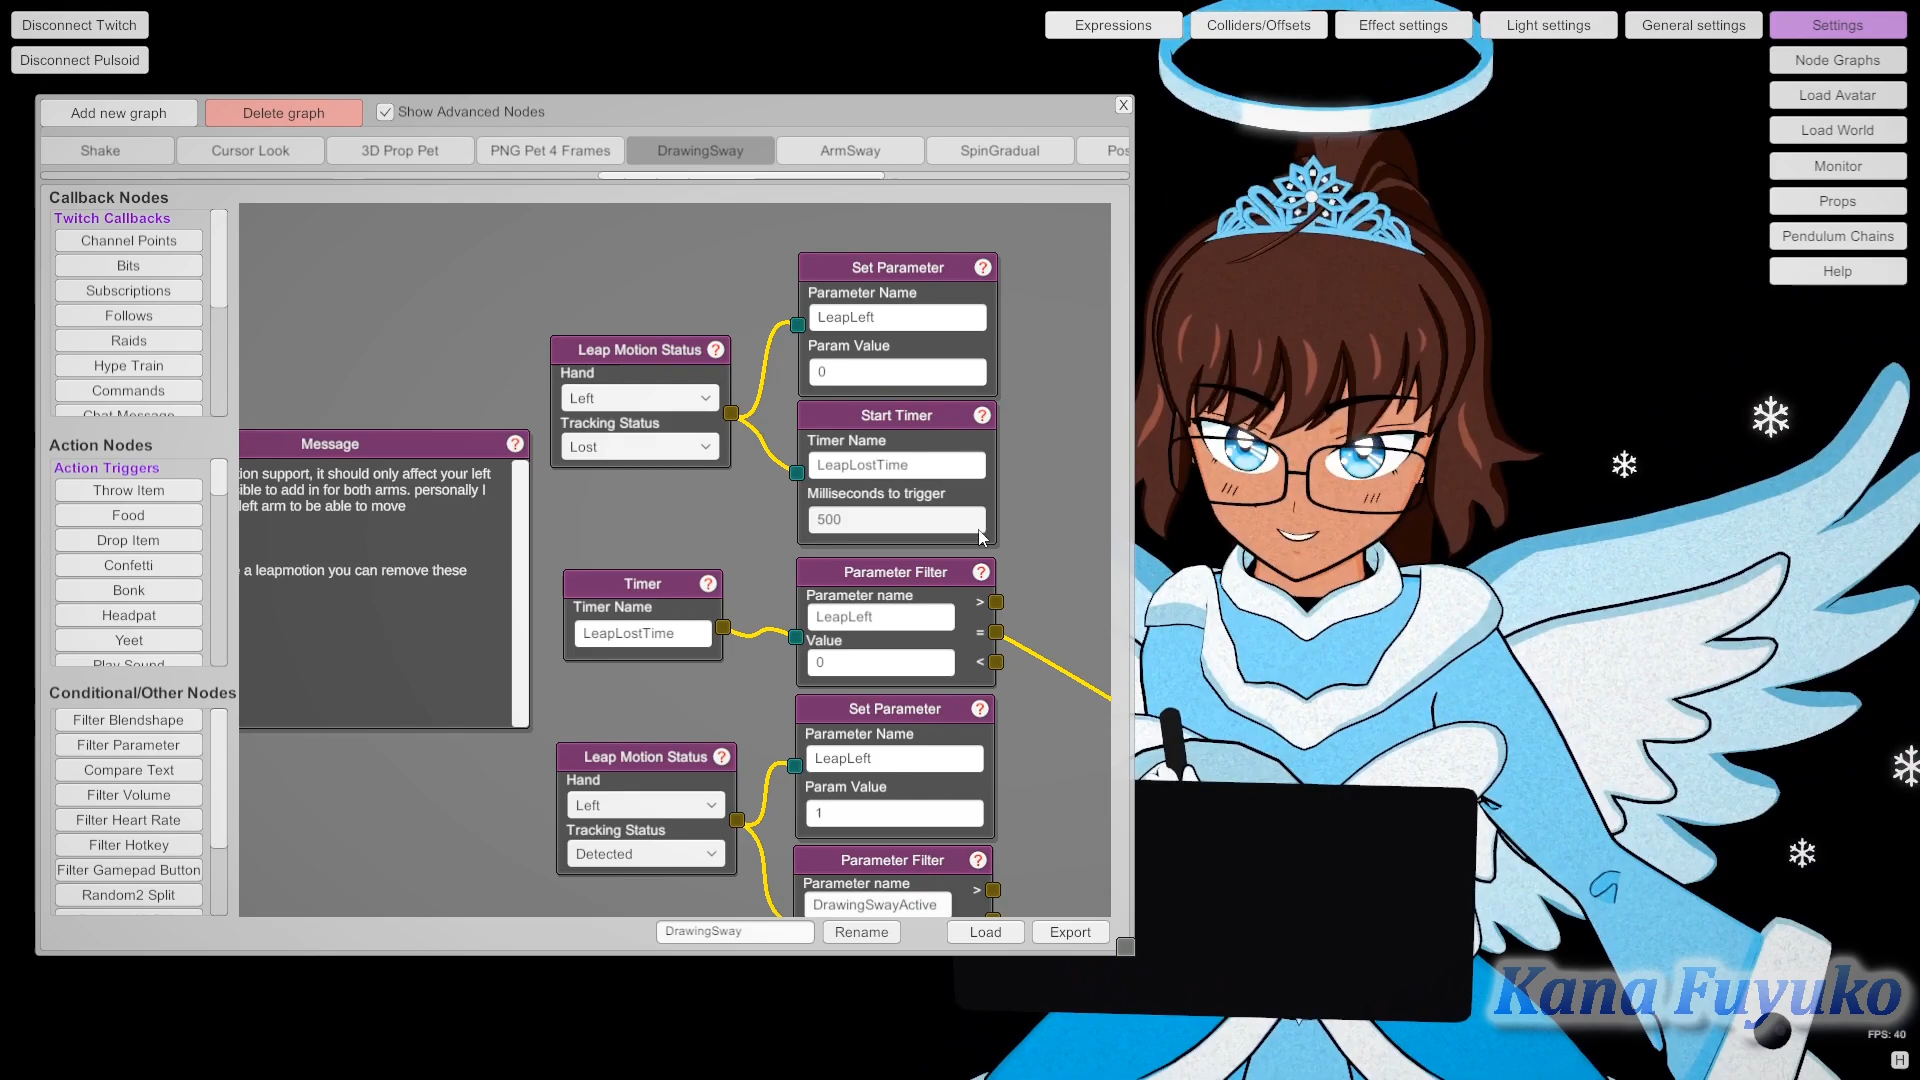 Disconnect Twitch
Disconnect Pulsoid
Expressions
Colliders/Offsets
Effect settings
Light settings
General settings
Settings
Node Graphs
Load Avatar
Load World
Monitor
Props
Pendulum Chains
Help
Add new graph
Delete graph
Show Advanced Nodes
X
Shake
Cursor Look
3D Prop Pet
PNG Pet 4 Frames
DrawingSway
ArmSway
SpinGradual
Pos
Callback Nodes
Twitch Callbacks
Channel Points
Bits
Subscriptions
Follows
Raids
Hype Train
Commands
Chat Message
Action Nodes
Action Triggers
Throw Item
Food
Drop Item
Confetti
Bonk
Headpat
Yeet
Play Sound
Conditional/Other Nodes
Filter Blendshape
Filter Parameter
Compare Text
Filter Volume
Filter Heart Rate
Filter Hotkey
Filter Gamepad Button
Random2 Split
Message ?
ion support, it should only affect your left
ible to add in for both arms. personally I
left arm to be able to move
e a leapmotion you can remove these
Leap Motion Status ?
Hand
Left
Tracking Status
Lost
Set Parameter ?
Parameter Name
LeapLeft
Param Value
0
Start Timer ?
Timer Name
LeapLostTime
Milliseconds to trigger
500
Timer ?
Timer Name
LeapLostTime
Parameter Filter ?
Parameter name
>
LeapLeft
=
Value
0
<
Leap Motion Status ?
Hand
Left
Tracking Status
Detected
Set Parameter ?
Parameter Name
LeapLeft
Param Value
1
Parameter Filter ?
Parameter name
>
DrawingSwayActive
DrawingSway
Rename
Load
Export
Kana Fuyuko
FPS: 40
H